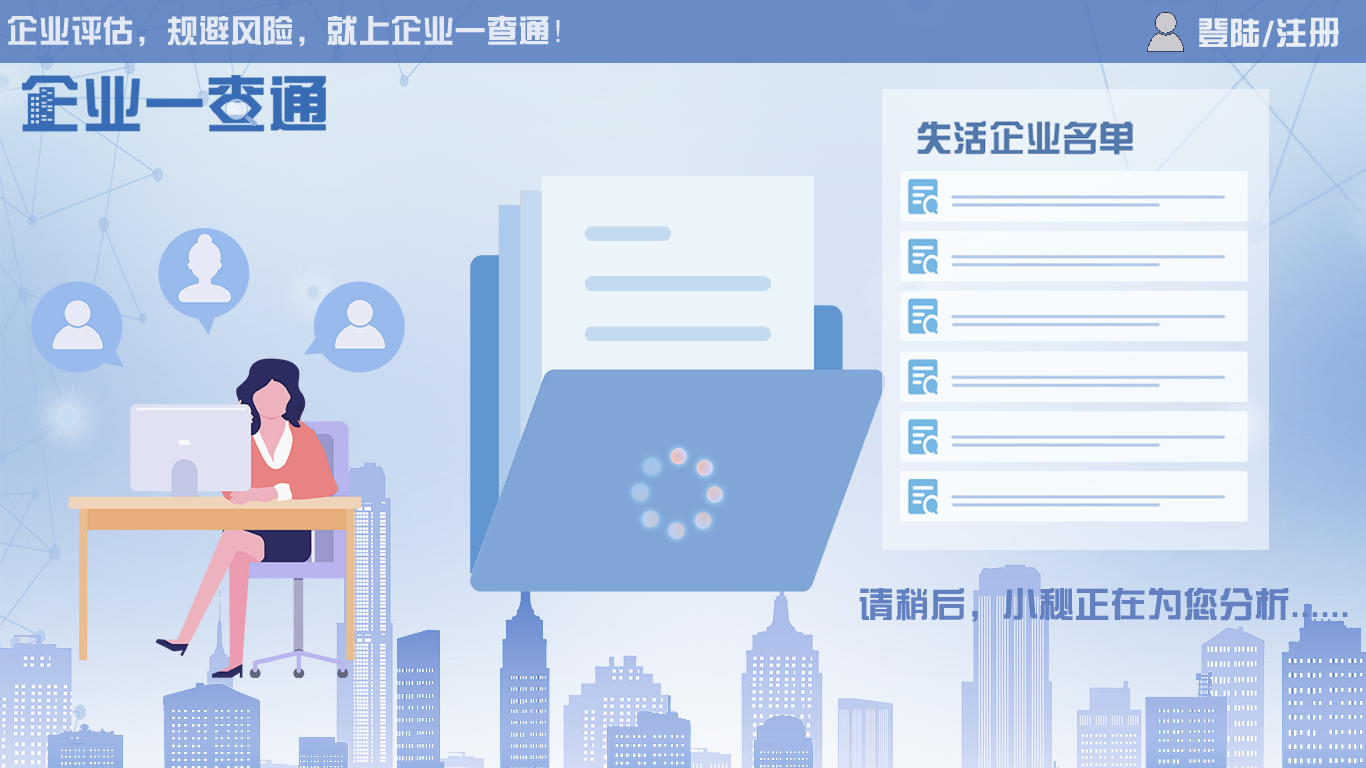 企业评估，规避风险，就上企业一查通！
登陆/注册
企业一查通
失活企业名单
请稍后，小秘正在为您分析......